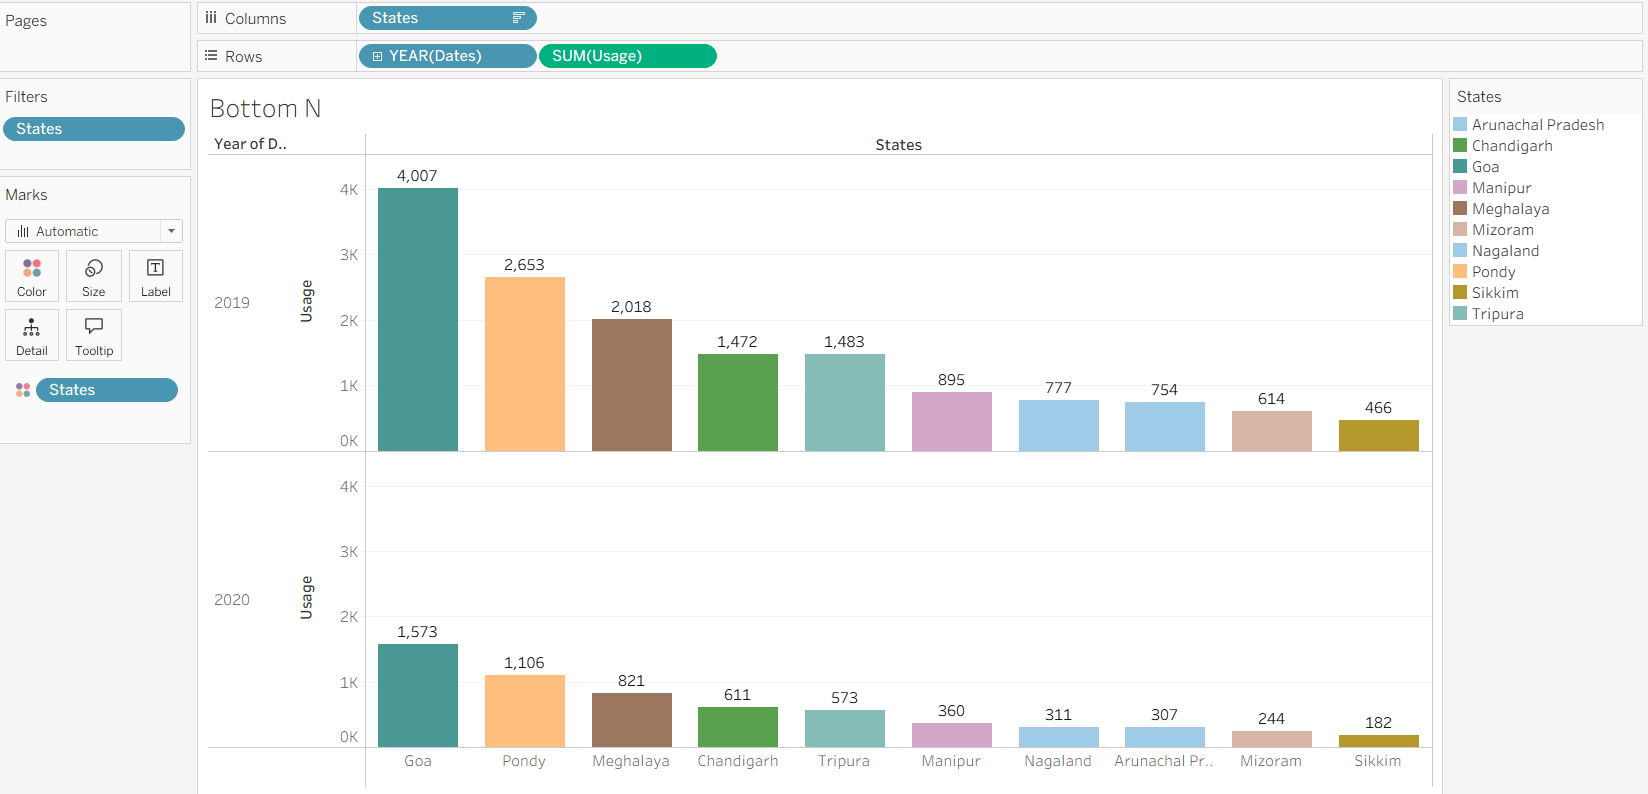 Pages
Columns
States
Rows
YEAR(Dates)
SUM(Usage)
Filters
States
Marks
Automatic
Color
Size
Label
Detail
Tooltip
States
Bottom N
Year of D..
States
2019
Usage
4K
3K
2K
1K
0K
4,007
2,653
2,018
1,472
1,483
895
777
754
614
466
2020
Usage
4K
3K
2K
1K
0K
1,573
1,106
821
611
573
360
311
307
244
182
Goa
Pondy
Meghalaya
Chandigarh
Tripura
Manipur
Nagaland
Arunachal Pr..
Mizoram
Sikkim
States
Arunachal Pradesh
Chandigarh
Goa
Manipur
Meghalaya
Mizoram
Nagaland
Pondy
Sikkim
Tripura